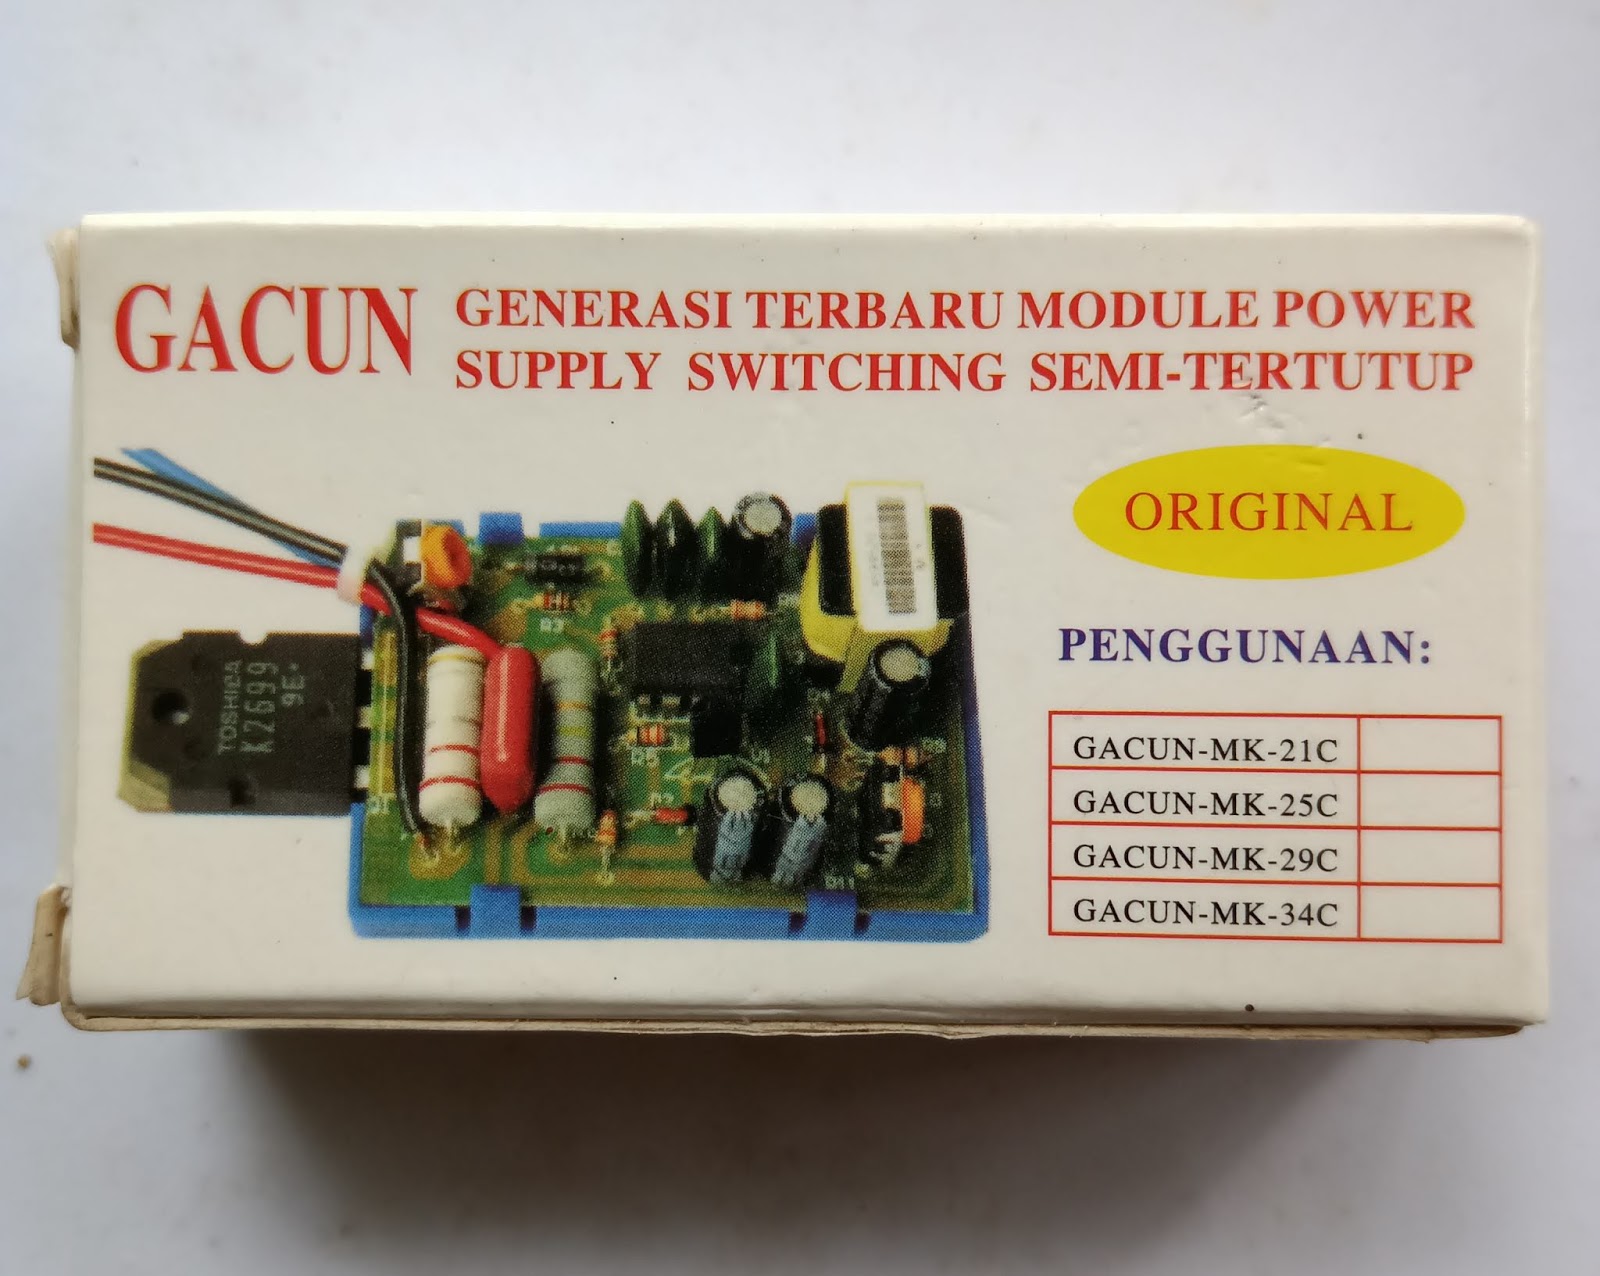 GACUN
GENERASI TERBARU MODULE POWER
SUPPLY SWITCHING SEMI-TERTUTUP
ORIGINAL
TOSHIBA
K2699
9E
PENGGUNAAN:
GACUN-MK-21C
GACUN-MK-25C
GACUN-MK-29C
GACUN-MK-34C